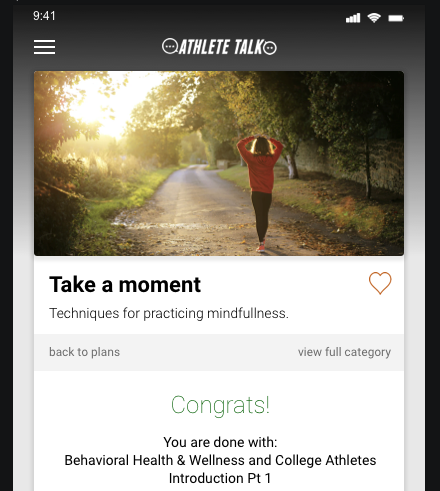 9:41
ATHLETE TALK
Take a moment
Techniques for practicing mindfullness.
back to plans view full category
Congrats!
You are done with:
Behavioral Health & Wellness and College Athletes
Introduction Pt 1